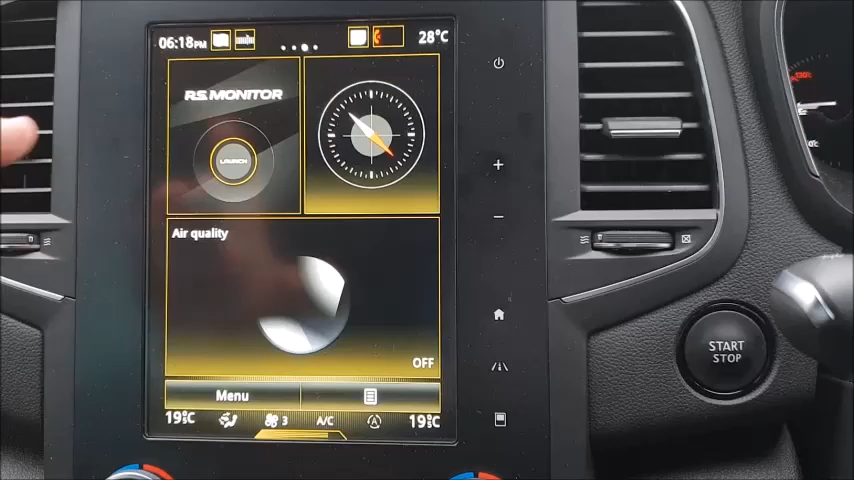 06:18PM
28°C
R.S. MONITOR
LAUNCH
Air quality
OFF
Menu
19°C
3
A/C
A
19°C
+
−
START
STOP